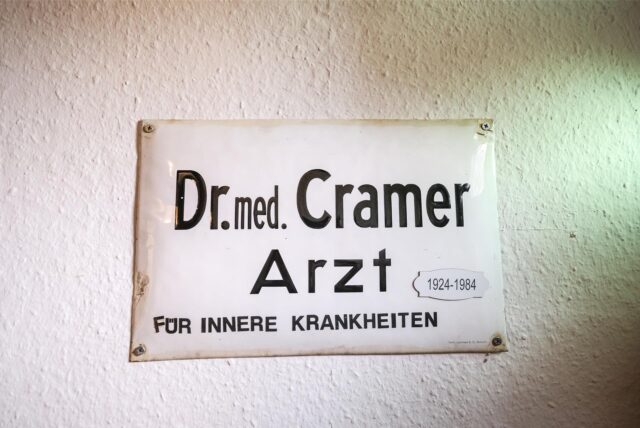 Dr. med. Cramer
Arzt
1924-1984
FÜR INNERE KRANKHEITEN